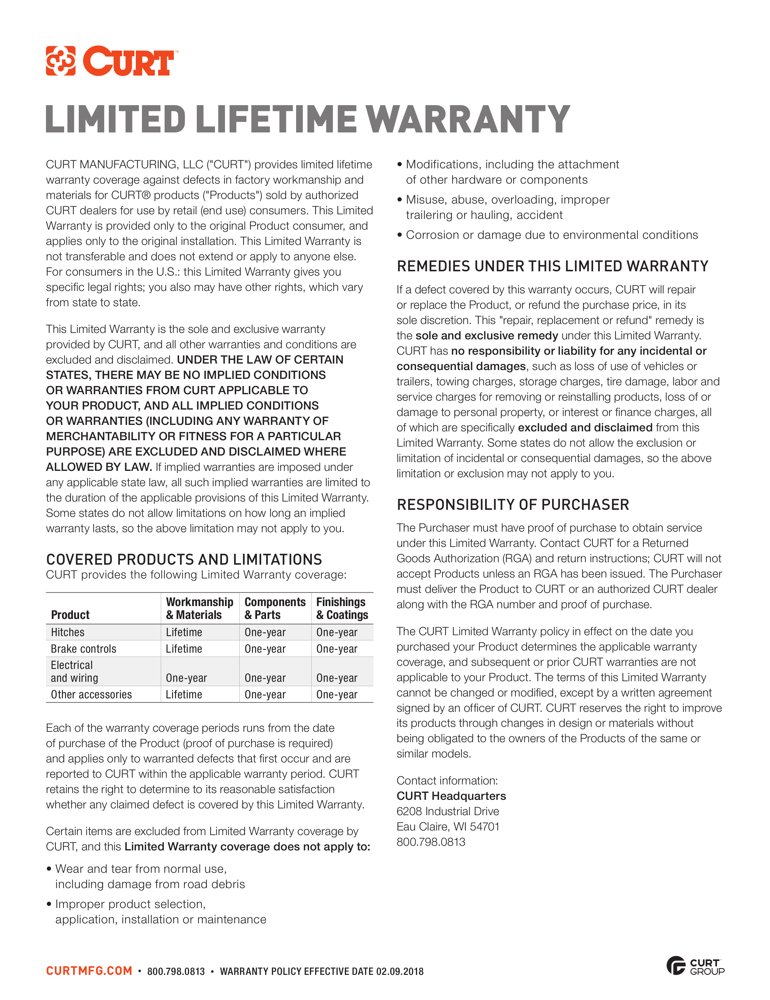 CURT™
LIMITED LIFETIME WARRANTY
CURT MANUFACTURING, LLC ("CURT") provides limited lifetime
warranty coverage against defects in factory workmanship and
materials for CURT® products ("Products") sold by authorized
CURT dealers for use by retail (end use) consumers. This Limited
Warranty is provided only to the original Product consumer, and
applies only to the original installation. This Limited Warranty is
not transferable and does not extend or apply to anyone else.
For consumers in the U.S.: this Limited Warranty gives you
specific legal rights; you also may have other rights, which vary
from state to state.
This Limited Warranty is the sole and exclusive warranty
provided by CURT, and all other warranties and conditions are
excluded and disclaimed. UNDER THE LAW OF CERTAIN
STATES, THERE MAY BE NO IMPLIED CONDITIONS
OR WARRANTIES FROM CURT APPLICABLE TO
YOUR PRODUCT, AND ALL IMPLIED CONDITIONS
OR WARRANTIES (INCLUDING ANY WARRANTY OF
MERCHANTABILITY OR FITNESS FOR A PARTICULAR
PURPOSE) ARE EXCLUDED AND DISCLAIMED WHERE
ALLOWED BY LAW. If implied warranties are imposed under
any applicable state law, all such implied warranties are limited to
the duration of the applicable provisions of this Limited Warranty.
Some states do not allow limitations on how long an implied
warranty lasts, so the above limitation may not apply to you.
COVERED PRODUCTS AND LIMITATIONS
CURT provides the following Limited Warranty coverage:
Product Workmanship & Materials Components & Parts Finishings & Coatings
Hitches Lifetime One-year One-year
Brake controls Lifetime One-year One-year
Electrical and wiring One-year One-year One-year
Other accessories Lifetime One-year One-year
Each of the warranty coverage periods runs from the date
of purchase of the Product (proof of purchase is required)
and applies only to warranted defects that first occur and are
reported to CURT within the applicable warranty period. CURT
retains the right to determine to its reasonable satisfaction
whether any claimed defect is covered by this Limited Warranty.
Certain items are excluded from Limited Warranty coverage by
CURT, and this Limited Warranty coverage does not apply to:
• Wear and tear from normal use,
including damage from road debris
• Improper product selection,
application, installation or maintenance
• Modifications, including the attachment
of other hardware or components
• Misuse, abuse, overloading, improper
trailering or hauling, accident
• Corrosion or damage due to environmental conditions
REMEDIES UNDER THIS LIMITED WARRANTY
If a defect covered by this warranty occurs, CURT will repair
or replace the Product, or refund the purchase price, in its
sole discretion. This "repair, replacement or refund" remedy is
the sole and exclusive remedy under this Limited Warranty.
CURT has no responsibility or liability for any incidental or
consequential damages, such as loss of use of vehicles or
trailers, towing charges, storage charges, tire damage, labor and
service charges for removing or reinstalling products, loss of or
damage to personal property, or interest or finance charges, all
of which are specifically excluded and disclaimed from this
Limited Warranty. Some states do not allow the exclusion or
limitation of incidental or consequential damages, so the above
limitation or exclusion may not apply to you.
RESPONSIBILITY OF PURCHASER
The Purchaser must have proof of purchase to obtain service
under this Limited Warranty. Contact CURT for a Returned
Goods Authorization (RGA) and return instructions; CURT will not
accept Products unless an RGA has been issued. The Purchaser
must deliver the Product to CURT or an authorized CURT dealer
along with the RGA number and proof of purchase.
The CURT Limited Warranty policy in effect on the date you
purchased your Product determines the applicable warranty
coverage, and subsequent or prior CURT warranties are not
applicable to your Product. The terms of this Limited Warranty
cannot be changed or modified, except by a written agreement
signed by an officer of CURT. CURT reserves the right to improve
its products through changes in design or materials without
being obligated to the owners of the Products of the same or
similar models.
Contact information:
CURT Headquarters
6208 Industrial Drive
Eau Claire, WI 54701
800.798.0813
CURTMFG.COM • 800.798.0813 • WARRANTY POLICY EFFECTIVE DATE 02.09.2018
CURT™
GROUP